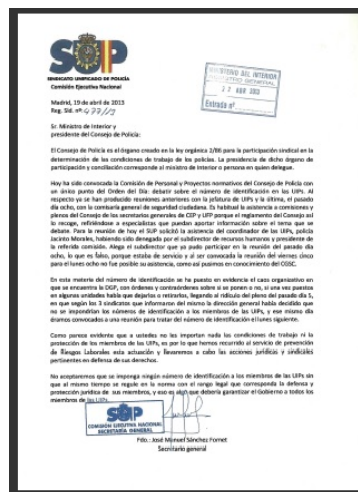 SUP
SINDICATO UNIFICADO DE POLICÍA
Comisión Ejecutiva Nacional
MINISTERIO DEL INTERIOR
REGISTRO GENERAL
22 ABR 2013
Entrada nº
Madrid, 19 de abril de 2013
Reg. Sld. nº:
Sr. Ministro de Interior y
presidente del Consejo de Policía:
El Consejo de Policía es el órgano creado en la ley orgánica 2/86 para la participación sindical en la
determinación de las condiciones de trabajo de los policías. La presidencia de dicho órgano de
participación y conciliación corresponde al ministro de Interior o persona en quien delegue.
Hoy ha sido convocada la Comisión de Personal y Proyectos normativos del Consejo de Policía con
un único punto del Orden del Día: debatir sobre el número de identificación en las UIPs. Al
respecto ya se han producido reuniones anteriores con la jefatura de UIPs y la última, el pasado
día ocho, con la comisaría general de seguridad ciudadana. Es habitual la asistencia a comisiones y
plenos del Consejo de los secretarios generales de CEP y UFP porque el reglamento del Consejo así
lo recoge, refiriéndose a especialistas que puedan aportar información sobre el tema que se
debate. Para la reunión de hoy el SUP solicitó la asistencia del coordinador de las UIPs, policía
Jacinto Morales, habiendo sido denegada por el subdirector de recursos humanos y presidente de
la referida comisión. Alega el subdirector que ya pudo participar en la reunión del pasado día
ocho, lo que es falso, porque estaba de servicio y al ser convocada la reunión del viernes cinco
para el lunes ocho no fue posible su asistencia, como así pusimos en conocimiento del CGSC.
En esta materia del número de identificación se ha puesto en evidencia el caos organizativo en
que se encuentra la DGP, con órdenes y contraórdenes sobre si se ponen o no, si una vez puestos
en algunas unidades había que dejarlos o retirarlos, llegando al ridículo del pleno del pasado día 5,
en que según los 3 sindicatos que informaron del mismo la dirección general había decidido que
no se impondrían los números de identificación a los miembros de las UIPs, y ese mismo día
éramos convocados a una reunión para tratar del número de identificación el lunes siguiente.
Como parece evidente que a ustedes no les importan nada las condiciones de trabajo ni la
protección de los miembros de las UIPs, es por lo que hemos recurrido al servicio de prevención
de Riesgos Laborales esta actuación y llevaremos a cabo las acciones jurídicas y sindicales
pertinentes en defensa de sus derechos.
No aceptaremos que se imponga ningún número de identificación a los miembros de las UIPs sin
que al mismo tiempo se regule en la norma con el rango legal que corresponda la defensa y
protección jurídica de sus miembros, y eso es algo que debería garantizar el Gobierno a todos los
miembros de las UIPs.
SUP
COMISIÓN EJECUTIVA NACIONAL
SECRETARÍA GENERAL
Fdo.: José Manuel Sánchez Fornet
Secretario general